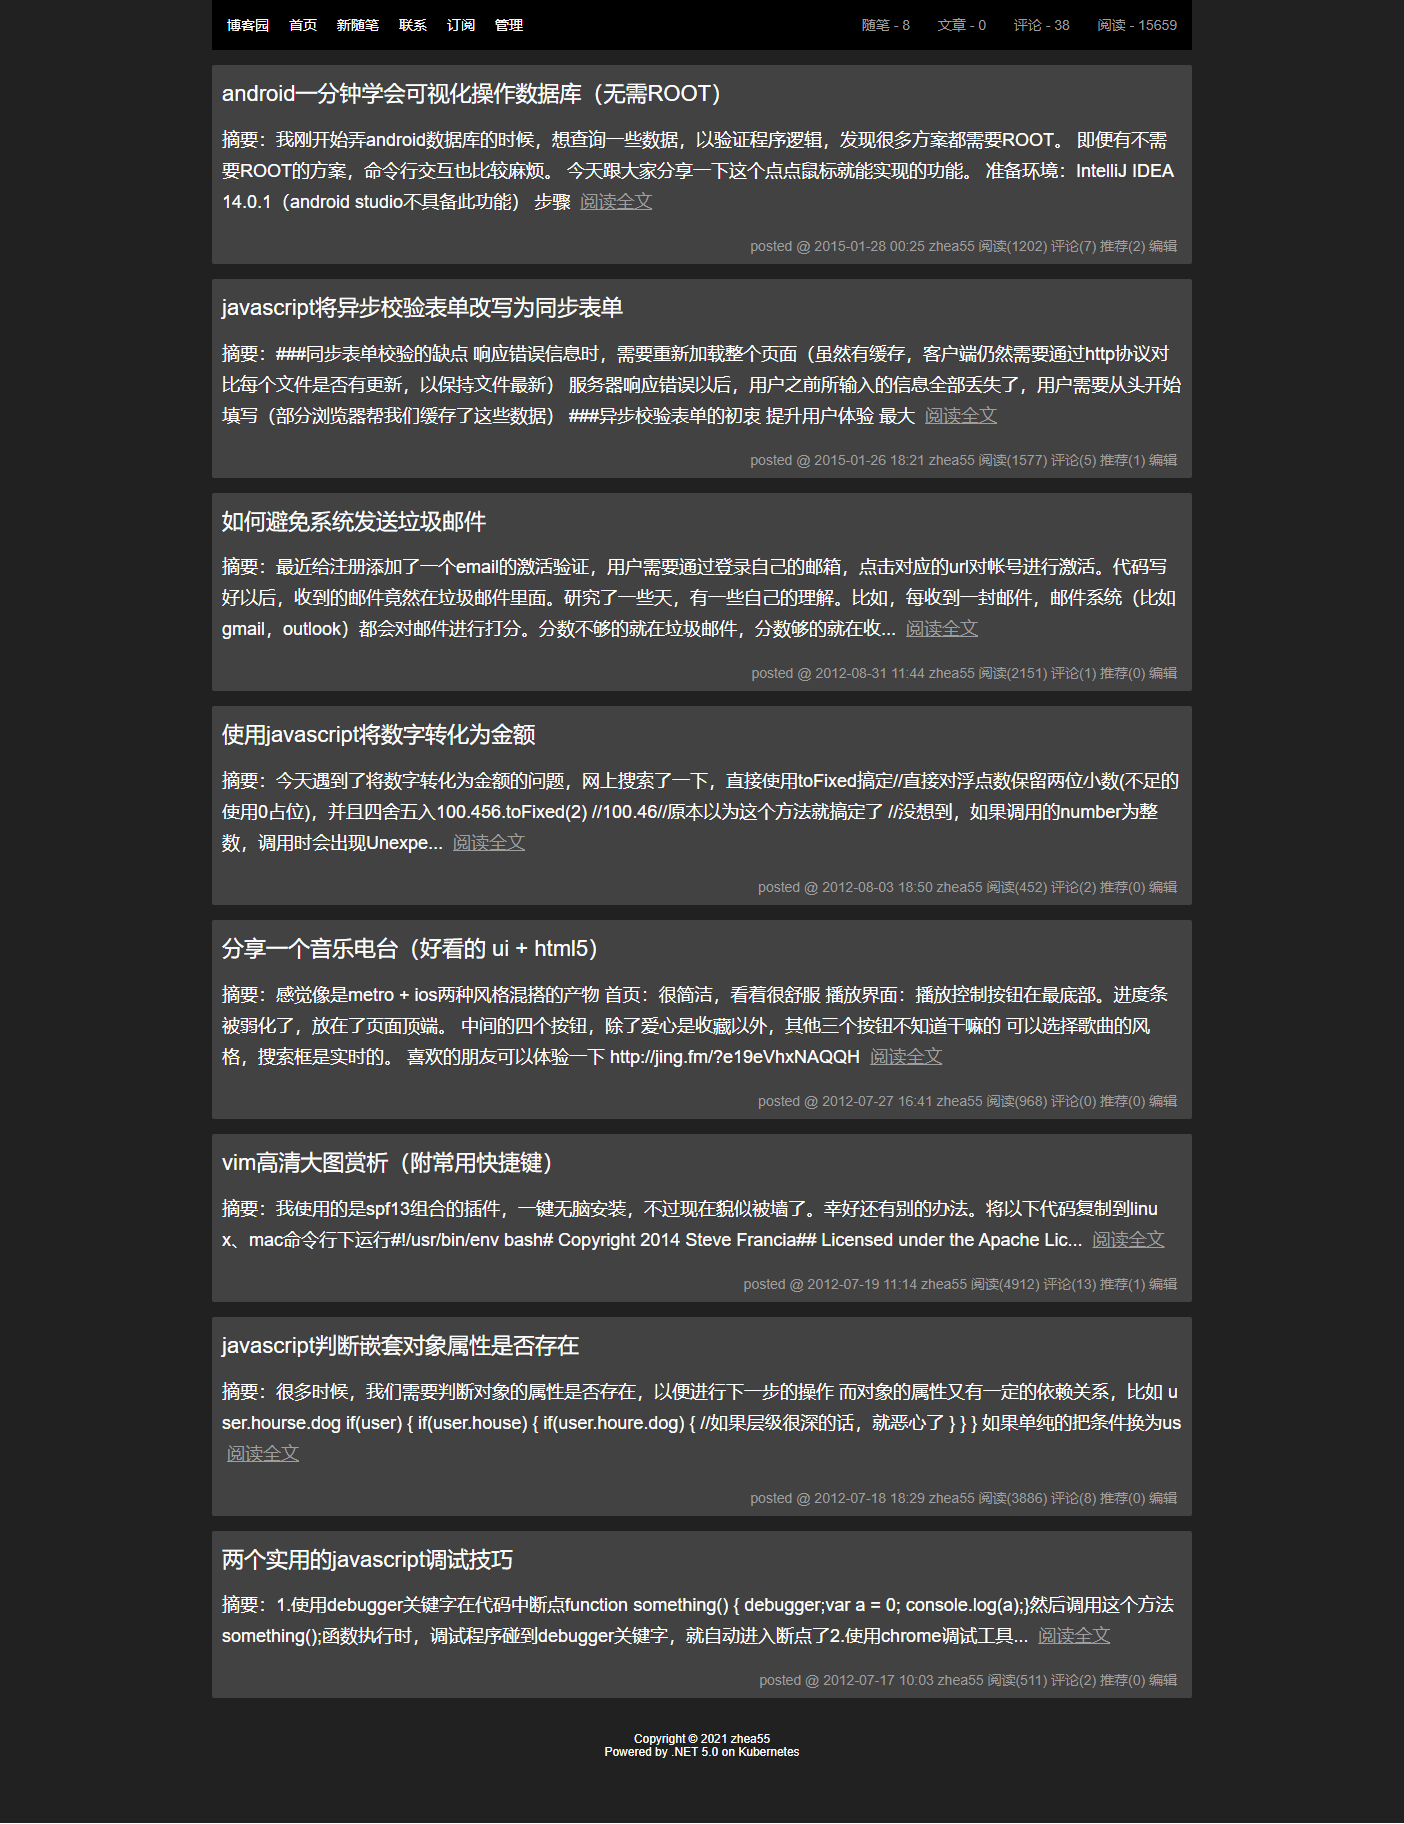 博客园 首页 新随笔 联系 订阅 管理 随笔 - 8 文章 - 0 评论 - 38 阅读 - 15659
android一分钟学会可视化操作数据库（无需ROOT）
摘要：我刚开始弄android数据库的时候，想查询一些数据，以验证程序逻辑，发现很多方案都需要ROOT。 即便有不需
要ROOT的方案，命令行交互也比较麻烦。 今天跟大家分享一下这个点点鼠标就能实现的功能。 准备环境：IntelliJ IDEA
14.0.1（android studio不具备此功能） 步骤 阅读全文
posted @ 2015-01-28 00:25 zhea55 阅读(1202) 评论(7) 推荐(2) 编辑
javascript将异步校验表单改写为同步表单
摘要：###同步表单校验的缺点 响应错误信息时，需要重新加载整个页面（虽然有缓存，客户端仍然需要通过http协议对
比每个文件是否有更新，以保持文件最新） 服务器响应错误以后，用户之前所输入的信息全部丢失了，用户需要从头开始
填写（部分浏览器帮我们缓存了这些数据） ###异步校验表单的初衷 提升用户体验 最大 阅读全文
posted @ 2015-01-26 18:21 zhea55 阅读(1577) 评论(5) 推荐(1) 编辑
如何避免系统发送垃圾邮件
摘要：最近给注册添加了一个email的激活验证，用户需要通过登录自己的邮箱，点击对应的url对帐号进行激活。代码写
好以后，收到的邮件竟然在垃圾邮件里面。研究了一些天，有一些自己的理解。比如，每收到一封邮件，邮件系统（比如
gmail，outlook）都会对邮件进行打分。分数不够的就在垃圾邮件，分数够的就在收... 阅读全文
posted @ 2012-08-31 11:44 zhea55 阅读(2151) 评论(1) 推荐(0) 编辑
使用javascript将数字转化为金额
摘要：今天遇到了将数字转化为金额的问题，网上搜索了一下，直接使用toFixed搞定//直接对浮点数保留两位小数(不足的
使用0占位)，并且四舍五入100.456.toFixed(2) //100.46//原本以为这个方法就搞定了 //没想到，如果调用的number为整
数，调用时会出现Unexpe... 阅读全文
posted @ 2012-08-03 18:50 zhea55 阅读(452) 评论(2) 推荐(0) 编辑
分享一个音乐电台（好看的 ui + html5）
摘要：感觉像是metro + ios两种风格混搭的产物 首页：很简洁，看着很舒服 播放界面：播放控制按钮在最底部。进度条
被弱化了，放在了页面顶端。 中间的四个按钮，除了爱心是收藏以外，其他三个按钮不知道干嘛的 可以选择歌曲的风
格，搜索框是实时的。 喜欢的朋友可以体验一下 http://jing.fm/?e19eVhxNAQQH 阅读全文
posted @ 2012-07-27 16:41 zhea55 阅读(968) 评论(0) 推荐(0) 编辑
vim高清大图赏析（附常用快捷键）
摘要：我使用的是spf13组合的插件，一键无脑安装，不过现在貌似被墙了。幸好还有别的办法。将以下代码复制到linu
x、mac命令行下运行#!/usr/bin/env bash# Copyright 2014 Steve Francia## Licensed under the Apache Lic... 阅读全文
posted @ 2012-07-19 11:14 zhea55 阅读(4912) 评论(13) 推荐(1) 编辑
javascript判断嵌套对象属性是否存在
摘要：很多时候，我们需要判断对象的属性是否存在，以便进行下一步的操作 而对象的属性又有一定的依赖关系，比如 u
ser.hourse.dog if(user) { if(user.house) { if(user.houre.dog) { //如果层级很深的话，就恶心了 } } } 如果单纯的把条件换为us
阅读全文
posted @ 2012-07-18 18:29 zhea55 阅读(3886) 评论(8) 推荐(0) 编辑
两个实用的javascript调试技巧
摘要：1.使用debugger关键字在代码中断点function something() { debugger;var a = 0; console.log(a);}然后调用这个方法
something();函数执行时，调试程序碰到debugger关键字，就自动进入断点了2.使用chrome调试工具... 阅读全文
posted @ 2012-07-17 10:03 zhea55 阅读(511) 评论(2) 推荐(0) 编辑
Copyright © 2021 zhea55
Powered by .NET 5.0 on Kubernetes